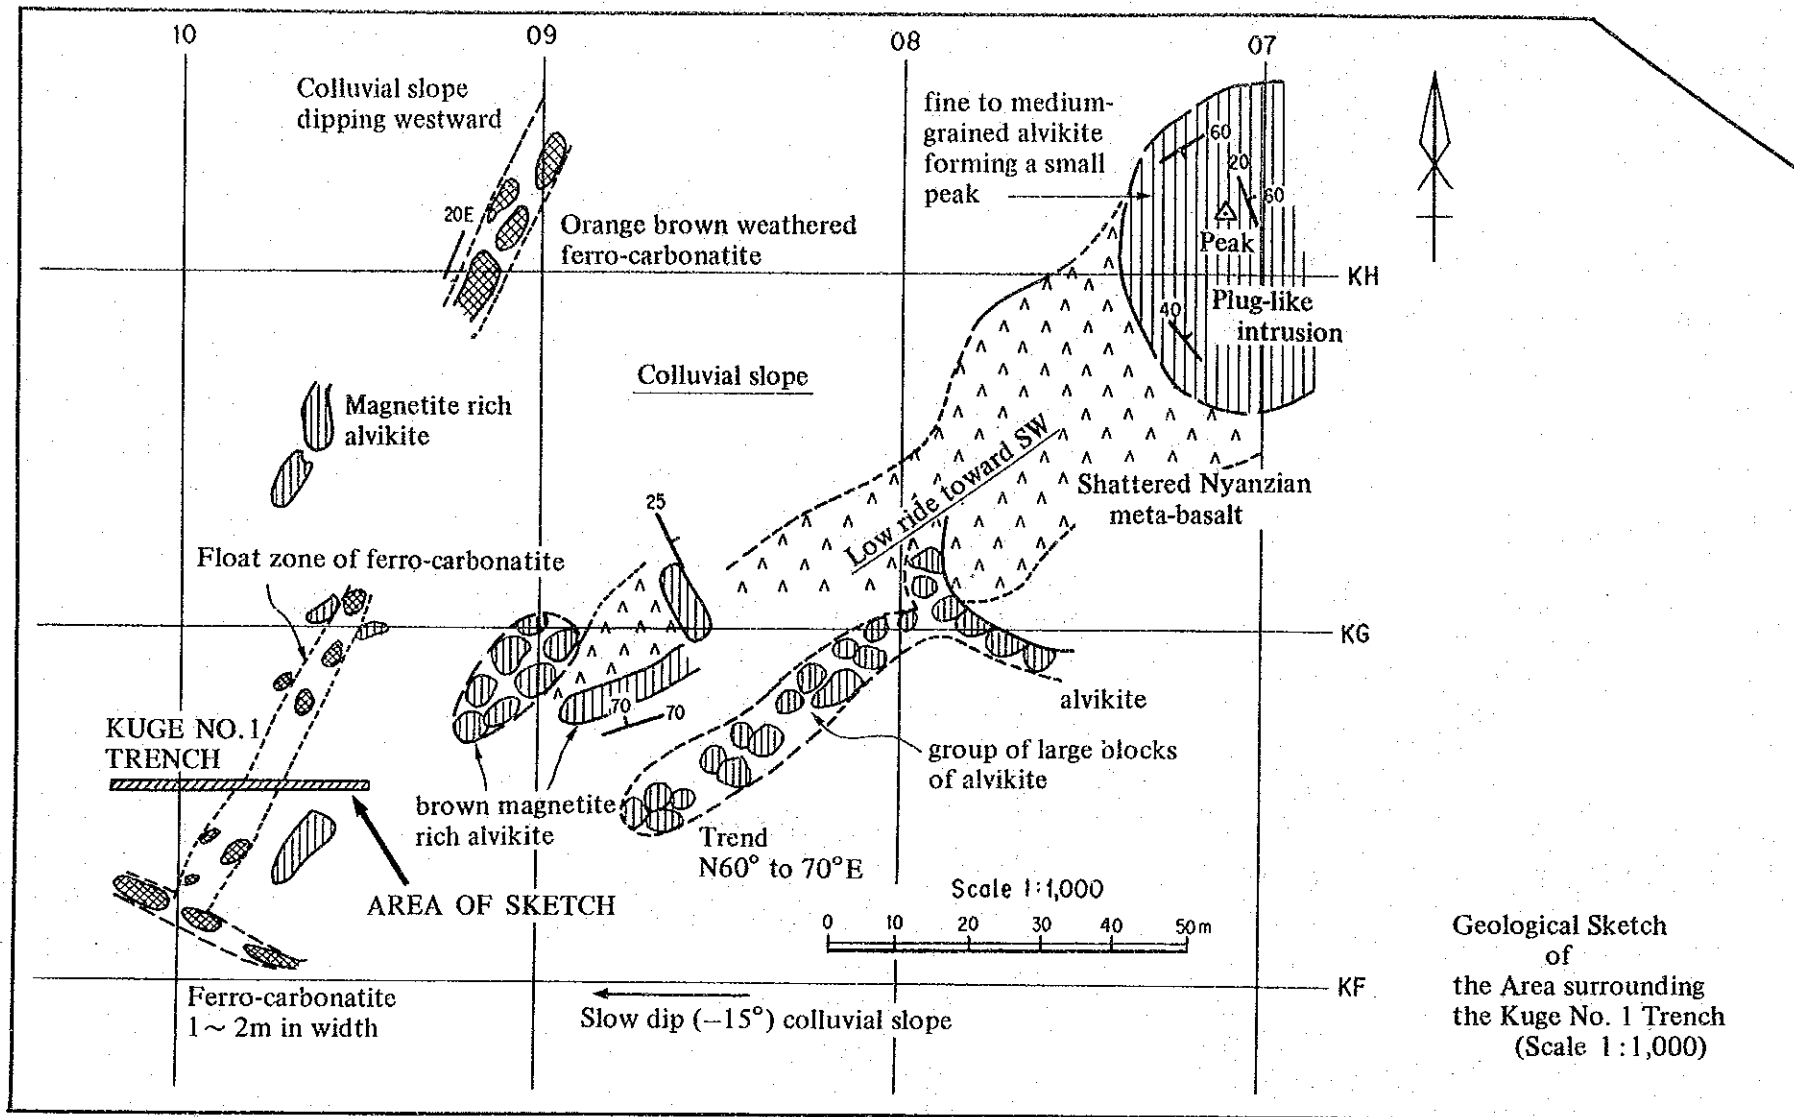 10
09
08
07
Colluvial slope
dipping westward
fine to medium-
grained alvikite
forming a small
peak
60
20
60
20E
Orange brown weathered
ferro-carbonatite
Peak
KH
Plug-like
intrusion
40
Colluvial slope
Magnetite rich
alvikite
Low ride toward SW
Shattered Nyanzian
meta-basalt
25
Float zone of ferro-carbonatite
KG
alvikite
KUGE NO. 1
TRENCH
70
70
group of large blocks
of alvikite
brown magnetite
rich alvikite
Trend
N60° to 70°E
AREA OF SKETCH
Scale 1:1,000
0 10 20 30 40 50m
Geological Sketch
of
the Area surrounding
the Kuge No. 1 Trench
(Scale 1:1,000)
KF
Ferro-carbonatite
1 ~ 2m in width
Slow dip (–15°) colluvial slope